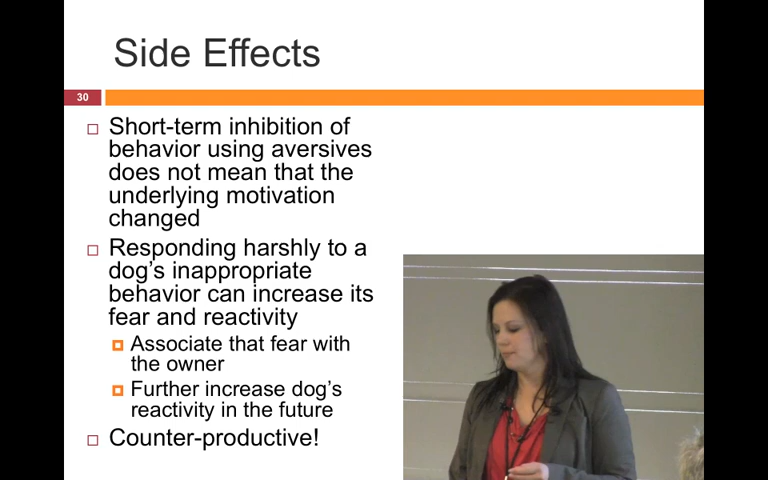 Side Effects
30
Short-term inhibition of
behavior using aversives
does not mean that the
underlying motivation
changed
Responding harshly to a
dog's inappropriate
behavior can increase its
fear and reactivity
Associate that fear with
the owner
Further increase dog's
reactivity in the future
Counter-productive!